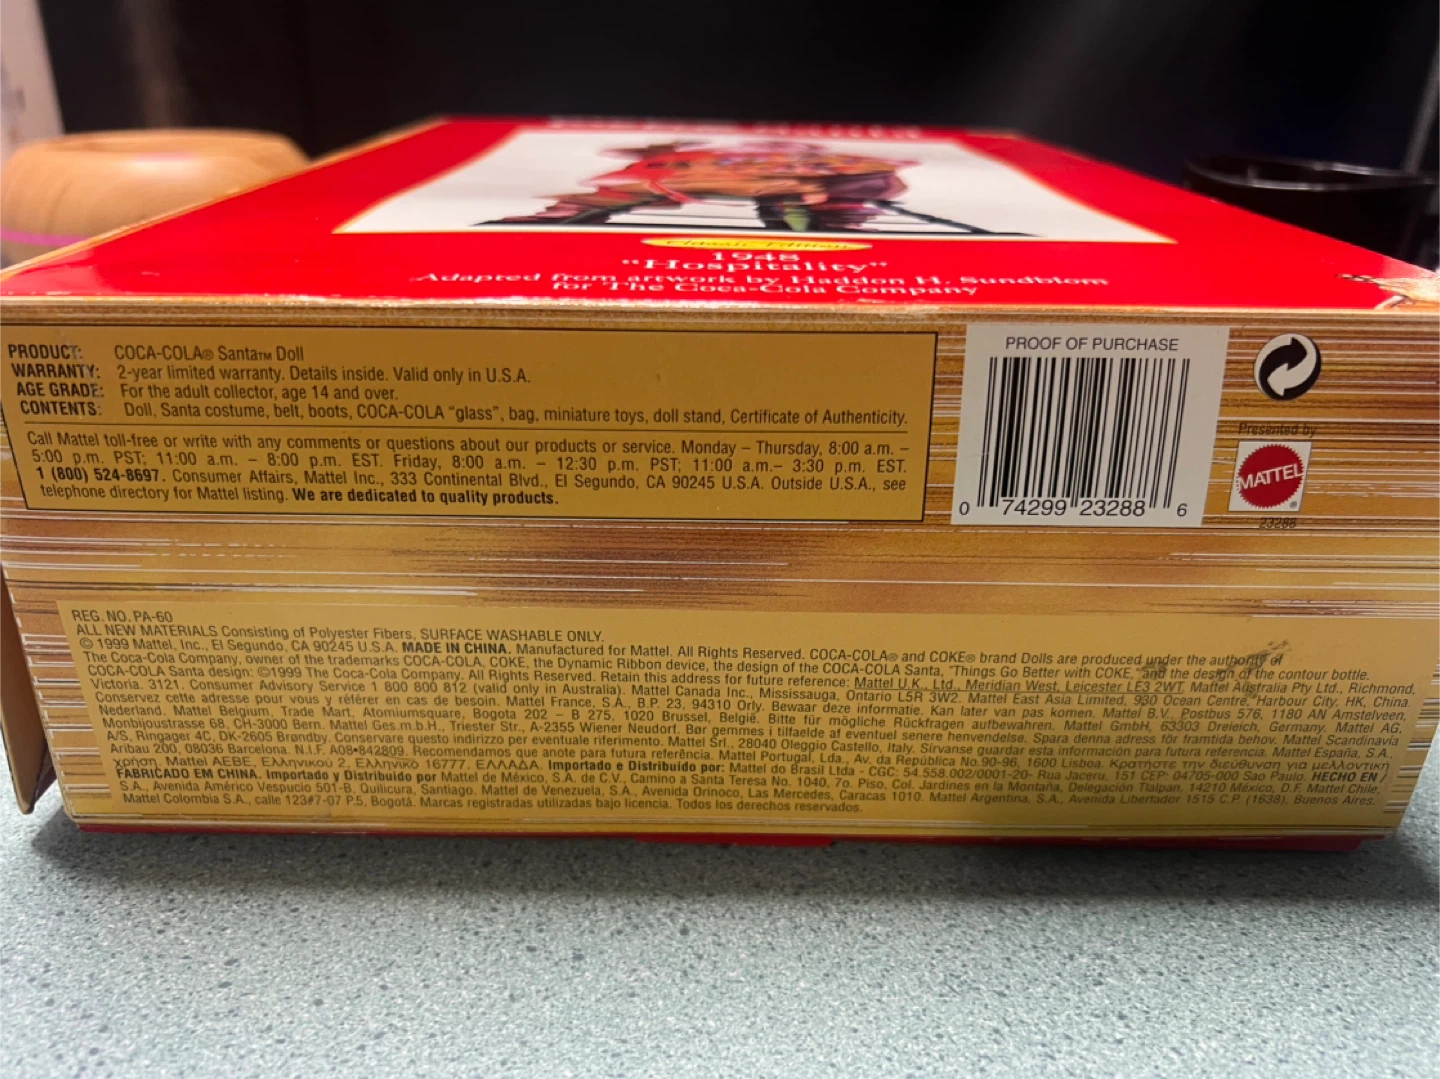 Classic Edition
1948
"Hospitality"
Adapted from artwork by Haddon H. Sundblom
for The Coca-Cola Company
PRODUCT: COCA-COLA® Santa™ Doll
WARRANTY: 2-year limited warranty. Details inside. Valid only in U.S.A.
AGE GRADE: For the adult collector, age 14 and over.
CONTENTS: Doll, Santa costume, belt, boots, COCA-COLA "glass", bag, miniature toys, doll stand, Certificate of Authenticity.
Call Mattel toll-free or write with any comments or questions about our products or service. Monday – Thursday, 8:00 a.m. –
5:00 p.m. PST; 11:00 a.m. – 8:00 p.m. EST. Friday, 8:00 a.m. – 12:30 p.m. PST; 11:00 a.m.– 3:30 p.m. EST.
1 (800) 524-8697. Consumer Affairs, Mattel Inc., 333 Continental Blvd., El Segundo, CA 90245 U.S.A. Outside U.S.A., see
telephone directory for Mattel listing. We are dedicated to quality products.
PROOF OF PURCHASE
0 74299 23288 6
Presented by
MATTEL®
23288
REG. NO. PA-60
ALL NEW MATERIALS Consisting of Polyester Fibers, SURFACE WASHABLE ONLY.
© 1999 Mattel, Inc., El Segundo, CA 90245 U.S.A. MADE IN CHINA. Manufactured for Mattel. All Rights Reserved. COCA-COLA® and COKE® brand Dolls are produced under the authority of
The Coca-Cola Company, owner of the trademarks COCA-COLA, COKE, the Dynamic Ribbon device, the design of the COCA-COLA Santa, "Things Go Better with COKE," and the design of the contour bottle.
COCA-COLA Santa design: ©1999 The Coca-Cola Company. All Rights Reserved. Retain this address for future reference: Mattel U.K., Ltd., Meridian West, Leicester LE3 2WT. Mattel Australia Pty Ltd., Richmond,
Victoria. 3121. Consumer Advisory Service 1 800 800 812 (valid only in Australia). Mattel Canada Inc., Mississauga, Ontario L5R 3W2. Mattel East Asia Limited, 930 Ocean Centre, Harbour City, HK, China.
Conservez cette adresse pour vous y référer en cas de besoin. Mattel France, S.A., B.P. 23, 94310 Orly. Bewaar deze informatie. Kan later van pas komen. Mattel B.V., Postbus 576, 1180 AN Amstelveen,
Nederland. Mattel Belgium, Trade Mart, Atomiumsquare, Bogota 202 – B 275, 1020 Brussel, België. Bitte für mögliche Rückfragen aufbewahren. Mattel GmbH, 63303 Dreieich, Germany. Mattel AG,
Monbijoustrasse 68, CH-3000 Bern. Mattel Ges.m.b.H., Triester Str., A-2355 Wiener Neudorf. Bør gemmes i tilfælde af eventuel senere henvendelse. Spara denna adress för framtida behov. Mattel Scandinavia
A/S, Ringager 4C, DK-2605 Brøndby. Conservare questo indirizzo per eventuale riferimento. Mattel Srl., 28040 Oleggio Castello, Italy. Sírvanse guardar esta información para futura referencia. Mattel España, S.A.,
Aribau 200, 08036 Barcelona. N.I.F. A08-842809. Recomendamos que anote para futura referência. Mattel Portugal, Lda., Av. da República No.90-96, 1600 Lisboa. Κρατηστε την διεύθυνση για μελλοντική
χρήση. Mattel AEBE, Ελληνικού 2, Ελληνικό 16777, ΕΛΛΑΔΑ. Importado e Distribuido por: Mattel do Brasil Ltda - CGC: 54.558.002/0001-20- Rua Jaceru, 151 CEP: 04705-000 Sao Paulo. HECHO EN /
FABRICADO EN CHINA. Importado y Distribuido por Mattel de México, S.A. de C.V., Camino a Santa Teresa No. 1040, 7o. Piso, Col. Jardines en la Montaña, Delegación Tlalpan, 14210 México, D.F. Mattel Chile,
S.A., Avenida Américo Vespucio 501-B, Quilicura, Santiago. Mattel de Venezuela, S.A., Avenida Orinoco, Las Mercedes, Caracas 1010. Mattel Argentina, S.A., Avenida Libertador 1515 C.P. (1638), Buenos Aires.
Mattel Colombia S.A., calle 123#7-07 P.5, Bogotá. Marcas registradas utilizadas bajo licencia. Todos los derechos reservados.